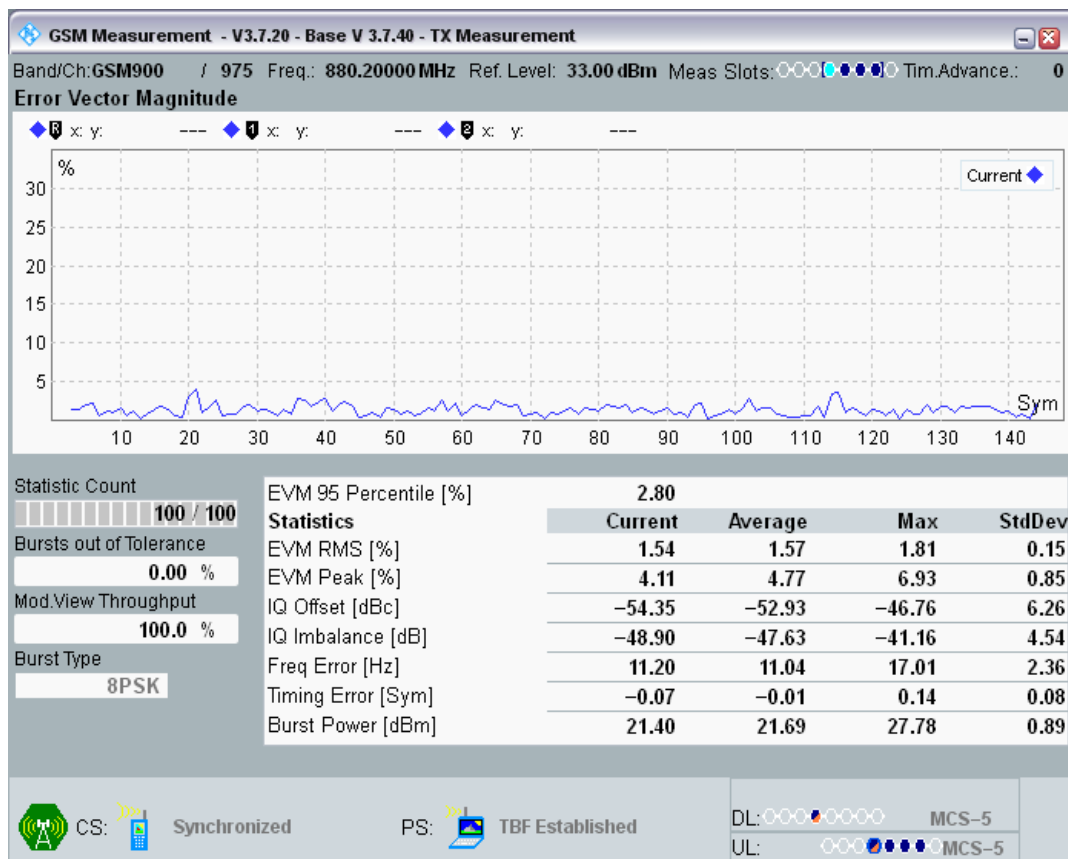 GSM Measurement - V3.7.20 - Base V 3.7.40 - TX Measurement
Band/Ch:GSM900 / 975 Freq.: 880.20000 MHz Ref. Level: 33.00 dBm Meas Slots: Tim.Advance.: 0
Error Vector Magnitude
R x: y: --- 1 x: y: --- 2 x: y: ---
%
Current
30
25
20
15
10
5
Sym
10 20 30 40 50 60 70 80 90 100 110 120 130 140
Statistic Count
100 / 100
Bursts out of Tolerance
0.00 %
Mod.View Throughput
100.0 %
Burst Type
8PSK
EVM 95 Percentile [%] 2.80
Statistics Current Average Max StdDev
EVM RMS [%] 1.54 1.57 1.81 0.15
EVM Peak [%] 4.11 4.77 6.93 0.85
IQ Offset [dBc] −54.35 −52.93 −46.76 6.26
IQ Imbalance [dB] −48.90 −47.63 −41.16 4.54
Freq Error [Hz] 11.20 11.04 17.01 2.36
Timing Error [Sym] −0.07 −0.01 0.14 0.08
Burst Power [dBm] 21.40 21.69 27.78 0.89
CS: Synchronized PS: TBF Established
DL: MCS−5
UL: MCS−5